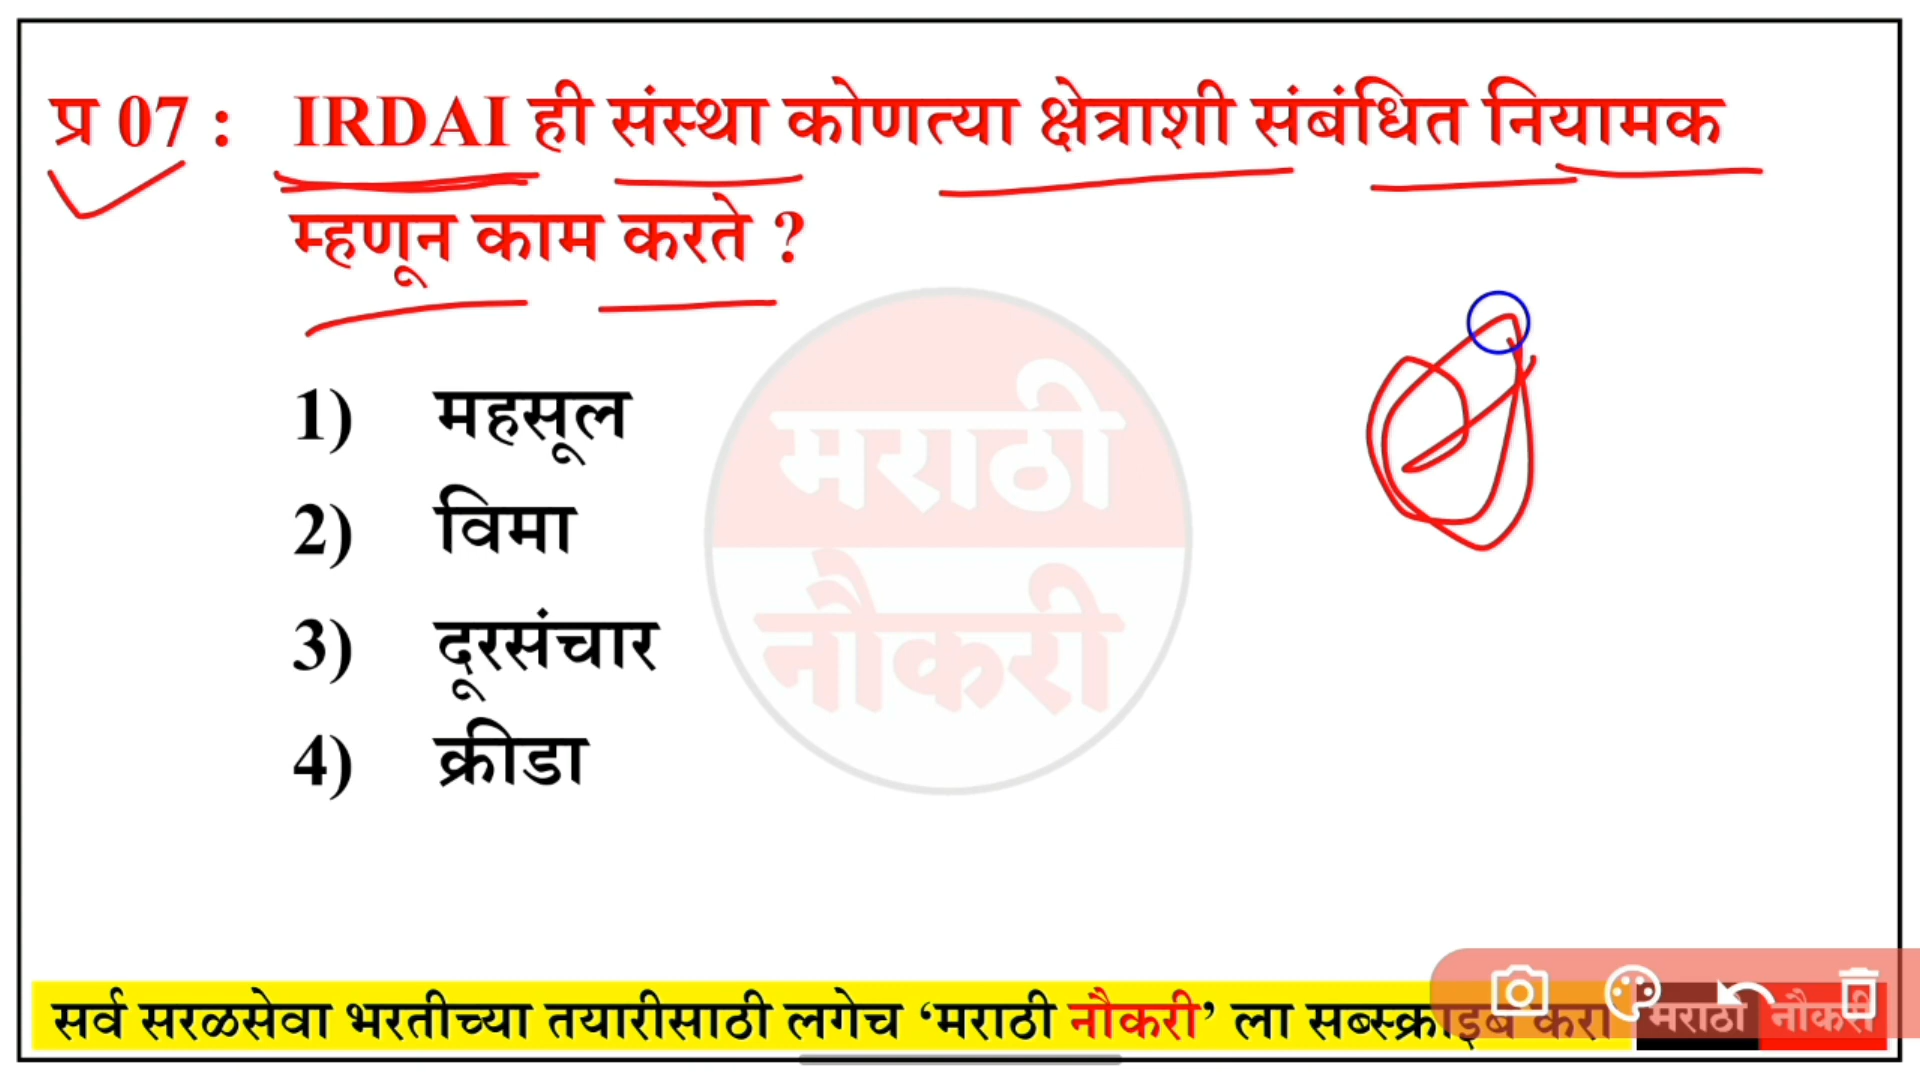 प्र 07 : IRDAI ही संस्था कोणत्या क्षेत्राशी संबंधित नियामक
म्हणून काम करते ?
1) महसूल
2) विमा
3) दूरसंचार
4) क्रीडा
मराठी
नौकरी
सर्व सरळसेवा भरतीच्या तयारीसाठी लगेच ‘मराठी नौकरी’ ला सब्स्क्राइब करा मराठी नौकरी